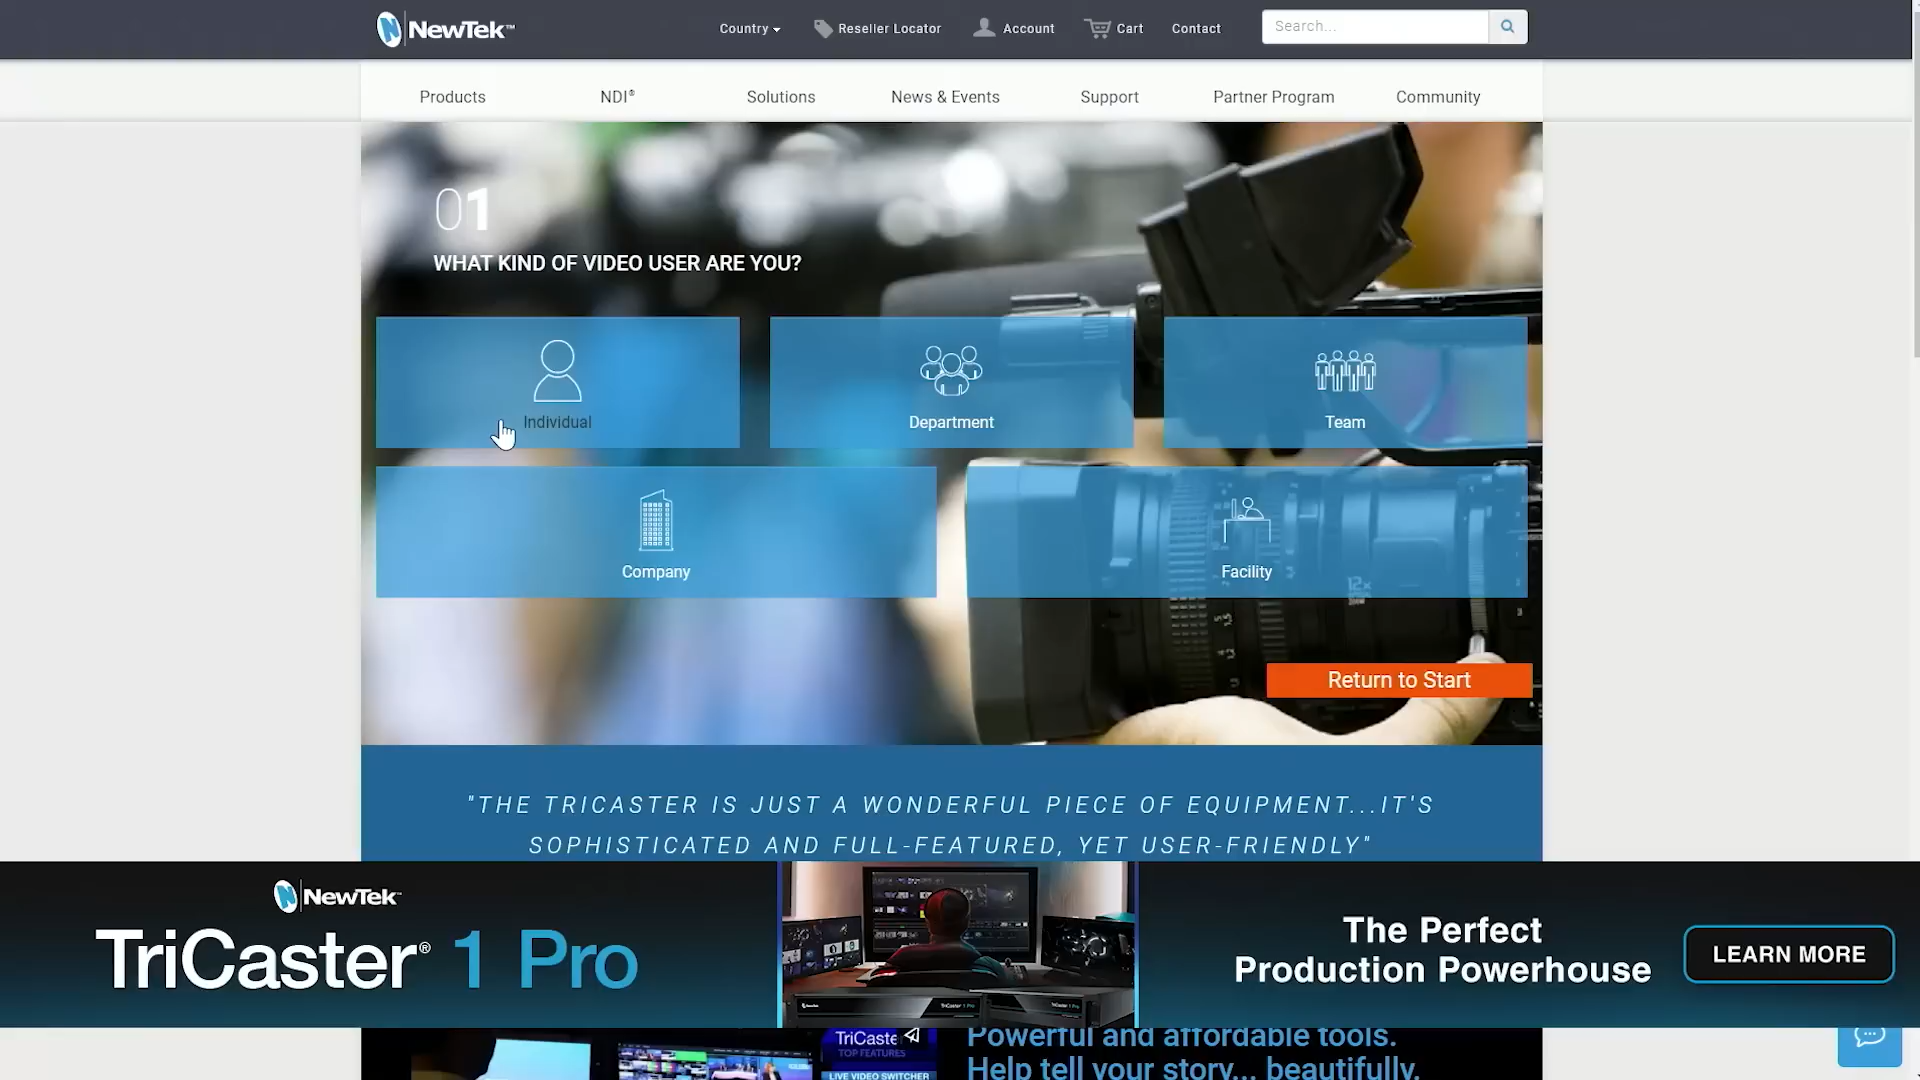 NewTek™
Country
Reseller Locator
Account
Cart
Contact
Search...
Products
NDI®
Solutions
News & Events
Support
Partner Program
Community
01
WHAT KIND OF VIDEO USER ARE YOU?
Individual
Department
Team
Company
Facility
Return to Start
"THE TRICASTER IS JUST A WONDERFUL PIECE OF EQUIPMENT...IT'S
SOPHISTICATED AND FULL-FEATURED, YET USER-FRIENDLY"
NewTek™
TriCaster® 1 Pro
The Perfect
Production Powerhouse
LEARN MORE
TriCaste
TOP FEATURES
LIVE VIDEO SWITCHER
Powerful and affordable tools.
Help tell your story... beautifully.